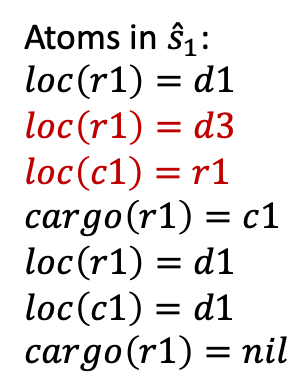 Atoms in ŝ₁:
loc(r1) = d1
loc(r1) = d3
loc(c1) = r1
cargo(r1) = c1
loc(r1) = d1
loc(c1) = d1
cargo(r1) = nil